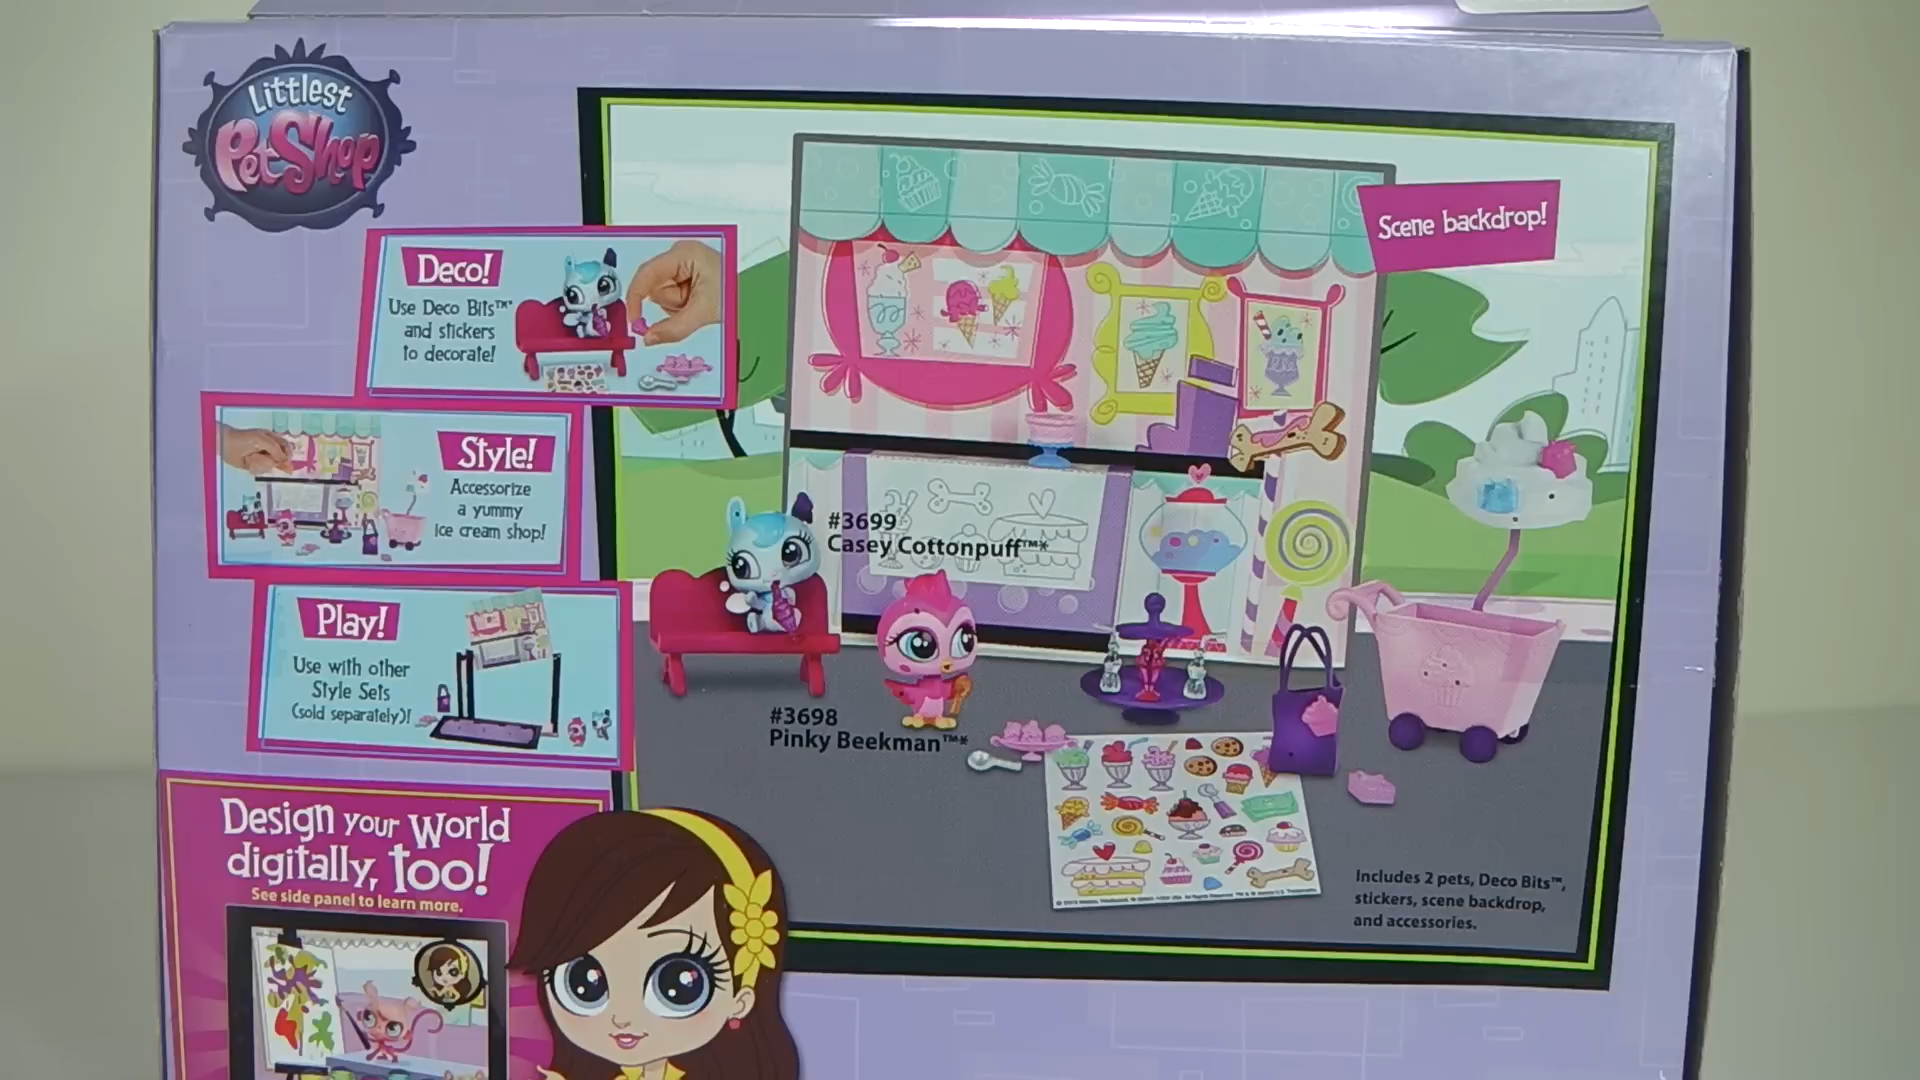 Littlest
PetShop
Deco!
Use Deco Bits™*
and stickers
to decorate!
Style!
Accessorize
a yummy
ice cream shop!
Play!
Use with other
Style Sets
(sold separately)!
Scene backdrop!
#3699
Casey Cottonpuff™*
#3698
Pinky Beekman™*
Includes 2 pets, Deco Bits™,
stickers, scene backdrop,
and accessories.
Design your World
digitally, too!
See side panel to learn more.